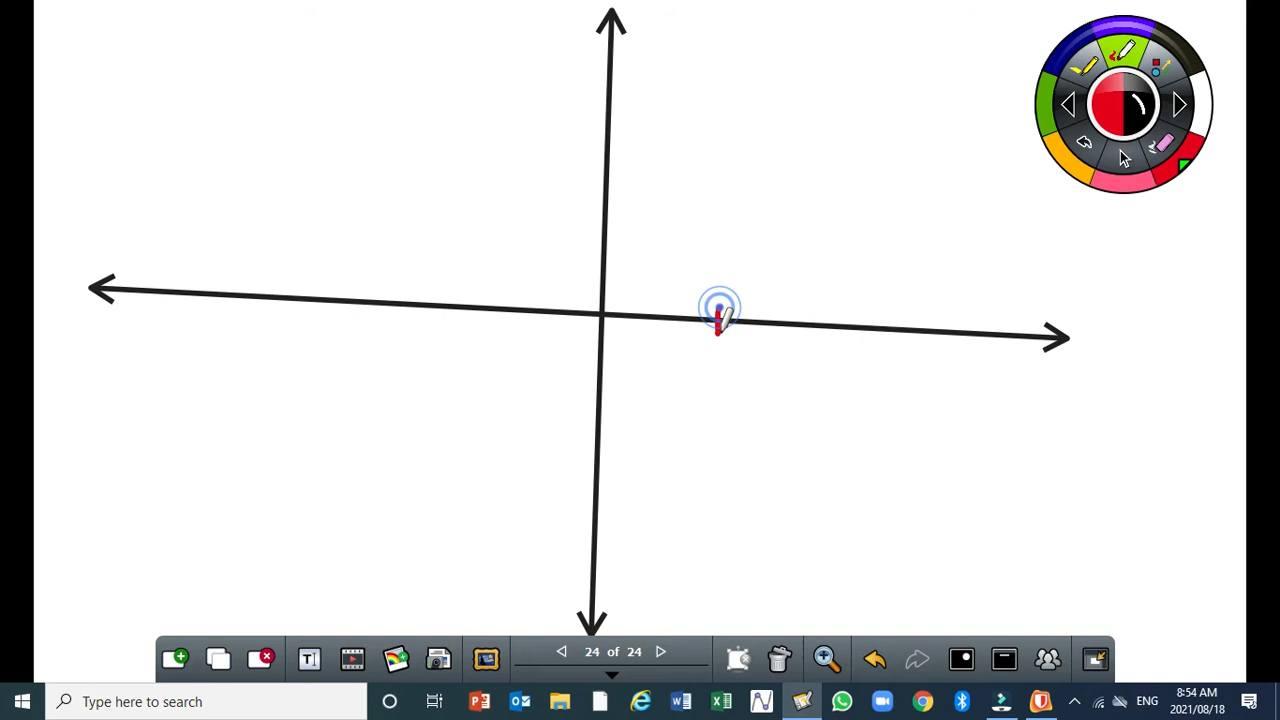 24 of 24
Type here to search
ENG
8:54 AM
2021/08/18